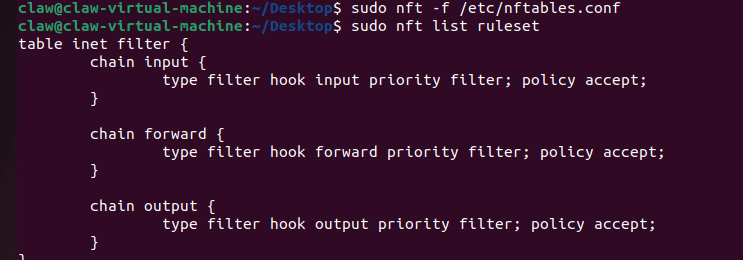 claw@claw-virtual-machine:~/Desktop$ sudo nft -f /etc/nftables.conf
claw@claw-virtual-machine:~/Desktop$ sudo nft list ruleset
table inet filter {
        chain input {
                type filter hook input priority filter; policy accept;
        }

        chain forward {
                type filter hook forward priority filter; policy accept;
        }

        chain output {
                type filter hook output priority filter; policy accept;
        }
}